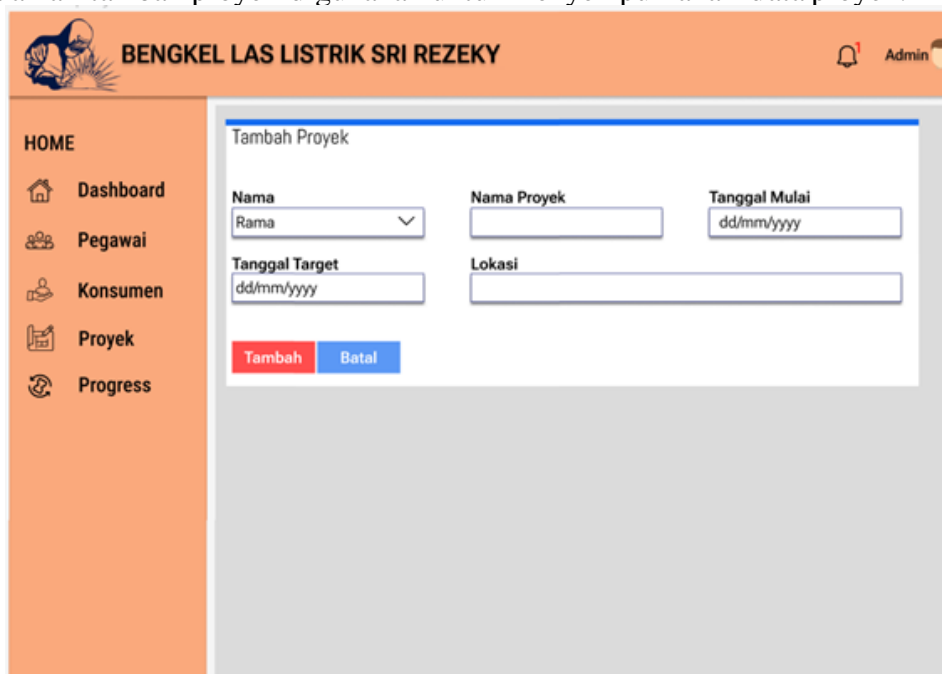 BENGKEL LAS LISTRIK SRI REZEKY
1
Admin
HOME
Dashboard
Pegawai
Konsumen
Proyek
Progress
Tambah Proyek
Nama
Nama Proyek
Tanggal Mulai
Rama
dd/mm/yyyy
Tanggal Target
Lokasi
dd/mm/yyyy
Tambah
Batal